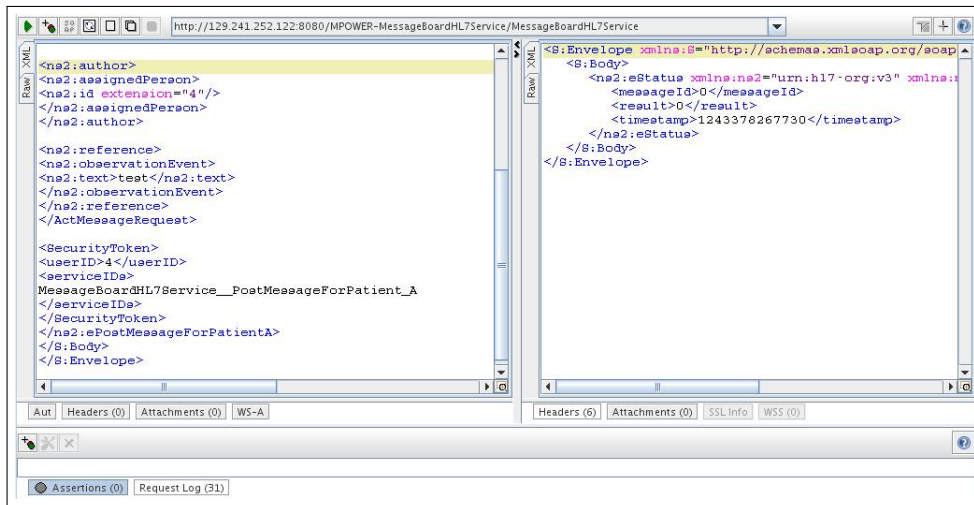 http://129.241.252.122:8080/MPOWER-MessageBoardHL7Service/MessageBoardHL7Service
XML
Raw
<ns2:author>
<ns2:assignedPerson>
<ns2:id extension="4"/>
</ns2:assignedPerson>
</ns2:author>
<ns2:reference>
<ns2:observationEvent>
<ns2:text>test</ns2:text>
</ns2:observationEvent>
</ns2:reference>
</ActMessageRequest>
<SecurityToken>
<userID>4</userID>
<serviceIDs>
MessageBoardHL7Service__PostMessageForPatient_A
</serviceIDs>
</SecurityToken>
</ns2:ePostMessageForPatientA>
</S:Body>
</S:Envelope>
Aut Headers (0) Attachments (0) WS-A
XML
Raw
<S:Envelope xmlns:S="http://schemas.xmlsoap.org/soap
<S:Body>
<ns2:eStatus xmlns:ns2="urn:hl7-org:v3" xmlns:
<messageId>0</messageId>
<result>0</result>
<timestamp>1243378267730</timestamp>
</ns2:eStatus>
</S:Body>
</S:Envelope>
Headers (6) Attachments (0) SSL Info WSS (0)
Assertions (0) Request Log (31)